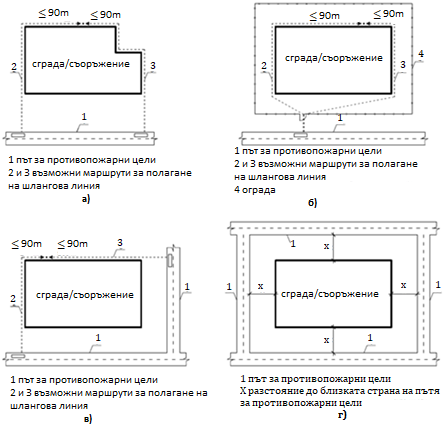 ≤ 90m ≤ 90m
сграда/съоръжение
2
3
1
1 път за противопожарни цели
2 и 3 възможни маршрути за полагане
на шлангова линия
а)
≤ 90m ≤ 90m
сграда/съоръжение
2
3
4
1
1 път за противопожарни цели
2 и 3 възможни маршрути за полагане на
шлангова линия
4 ограда
б)
≤ 90m ≤ 90m
3
сграда/съоръжение
2
1
1
1 път за противопожарни цели
2 и 3 възможни маршрути за полагане на
шлангова линия
в)
1
x
сграда/съоръжение
1
x
x
1
x
1
1 път за противопожарни цели
X разстояние до близката страна на пътя
за противопожарни цели
г)